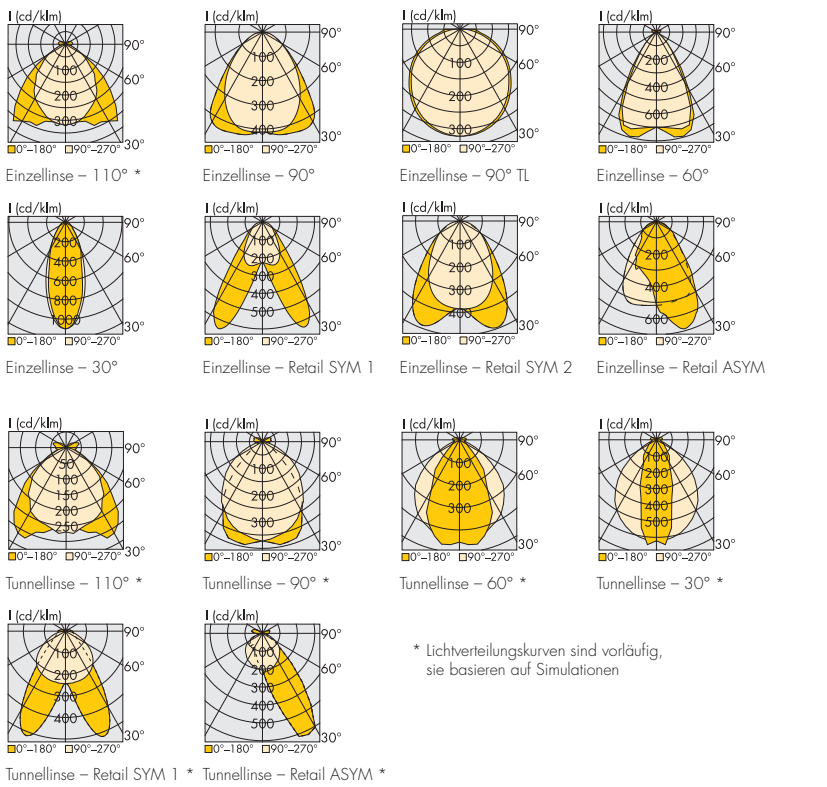 I (cd/klm) I (cd/klm) I (cd/klm) I (cd/klm)
90° 90° 90° 90°
60° 60° 60° 60°
100 100 100 200
200 200 200 400
300 300 300 600
400
30° 30° 30° 30°
0°–180° 90°–270° 0°–180° 90°–270° 0°–180° 90°–270° 0°–180° 90°–270°
Einzellinse – 110° * Einzellinse – 90° Einzellinse – 90° TL Einzellinse – 60°
I (cd/klm) I (cd/klm) I (cd/klm) I (cd/klm)
90° 90° 90° 90°
60° 60° 60° 60°
200 100 100 200
400 200 200 400
600 300 300 600
800 400 400
1000 500
30° 30° 30° 30°
0°–180° 90°–270° 0°–180° 90°–270° 0°–180° 90°–270° 0°–180° 90°–270°
Einzellinse – 30° Einzellinse – Retail SYM 1 Einzellinse – Retail SYM 2 Einzellinse – Retail ASYM
I (cd/klm) I (cd/klm) I (cd/klm) I (cd/klm)
90° 90° 90° 90°
60° 60° 60° 60°
50 100 100 100
100 200 200 200
150 300 300 300
200 400
250 500
30° 30° 30° 30°
0°–180° 90°–270° 0°–180° 90°–270° 0°–180° 90°–270° 0°–180° 90°–270°
Tunnellinse – 110° * Tunnellinse – 90° * Tunnellinse – 60° * Tunnellinse – 30° *
I (cd/klm) I (cd/klm)
90° 90°
60° 60°
100 100
200 200
300 300
400 400
500
30° 30°
0°–180° 90°–270° 0°–180° 90°–270°
Tunnellinse – Retail SYM 1 * Tunnellinse – Retail ASYM *
* Lichtverteilungskurven sind vorläufig,
sie basieren auf Simulationen